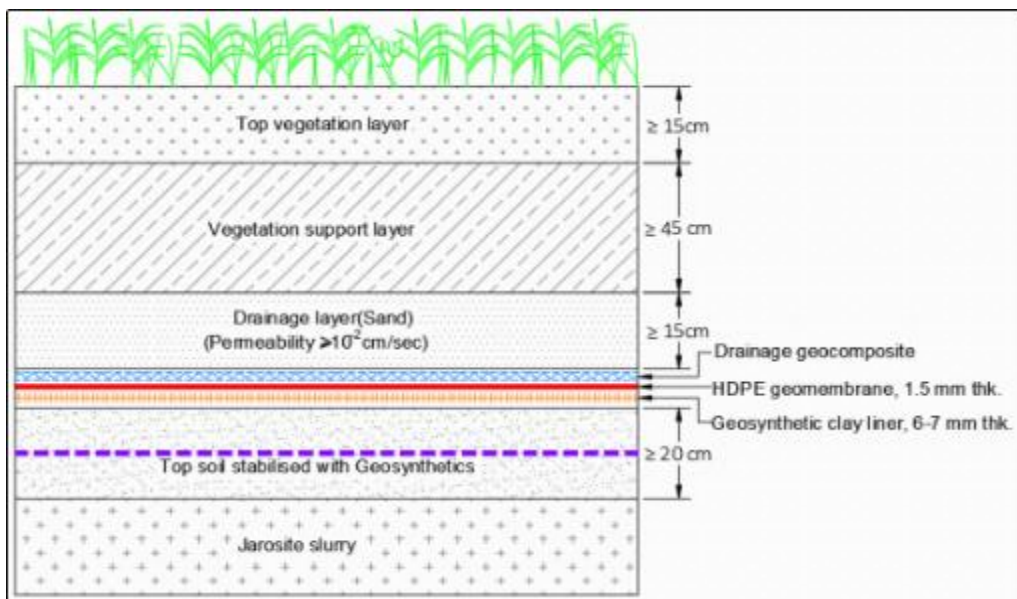 Top vegetation layer
≥ 15cm
Vegetation support layer
≥ 45 cm
Drainage layer(Sand)
(Permeability ≥10⁻²cm/sec)
≥ 15cm
Drainage geocomposite
HDPE geomembrane, 1.5 mm thk.
Geosynthetic clay liner, 6-7 mm thk.
≥ 20 cm
Top soil stabilised with Geosynthetics
Jarosite slurry